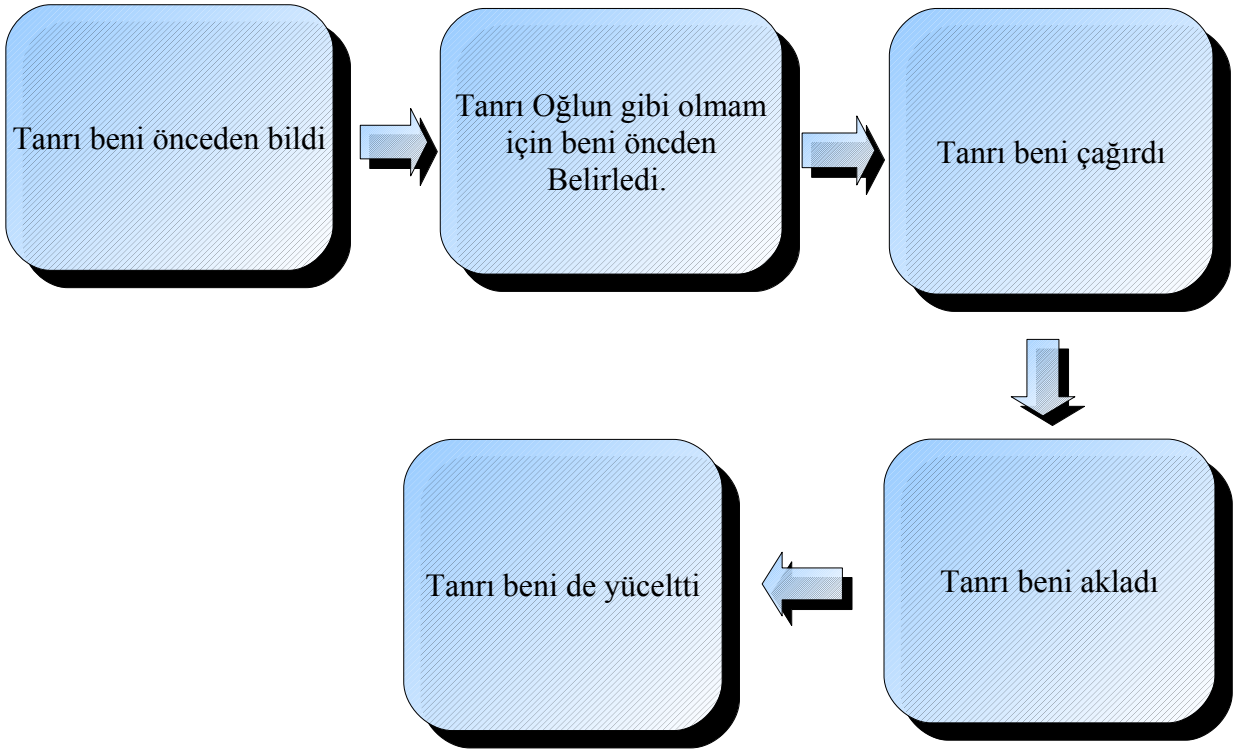 Tanrı beni önceden bildi
Tanrı Oğlun gibi olmam
için beni öncden
Belirledi.
Tanrı beni çağırdı
Tanrı beni akladı
Tanrı beni de yüceltti